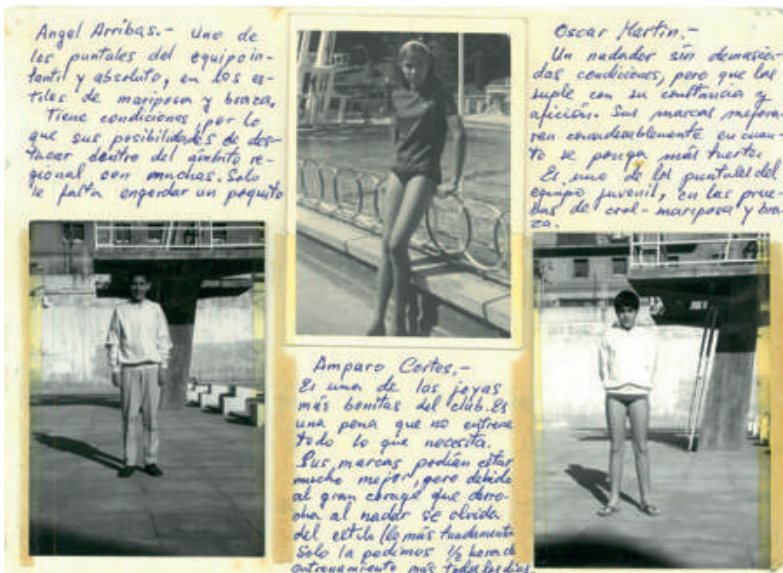 Angel Arribas.- Uno de
los puntales del equipo in-
fantil y absoluto, en los es-
tilos de mariposa y braza.
Tiene condiciones por lo
que sus posibilidades de des-
tacar dentro del ámbito re-
gional son muchas. Solo
le falta engordar un poquito
Amparo Cortes.-
Es una de las joyas
más bonitas del club. Es
una pena que no entrene
todo lo que necesita.
Sus marcas podían estar
mucho mejor, pero debido
al gran corage que derro-
cha al nadar se olvida
del estilo (lo más fundamental
Solo la pedimos 1/2 hora de
entrenamiento más todos los dias.
Oscar Martin.-
Un nadador sin demasia-
das condiciones, pero que las
suple con su constancia y
afición. Sus marcas mejora-
ran considerablemente en cuan-
to se ponga más fuerte.
Es uno de los puntales del
equipo juvenil, en las prue-
bas de crol-mariposa y bra-
za.